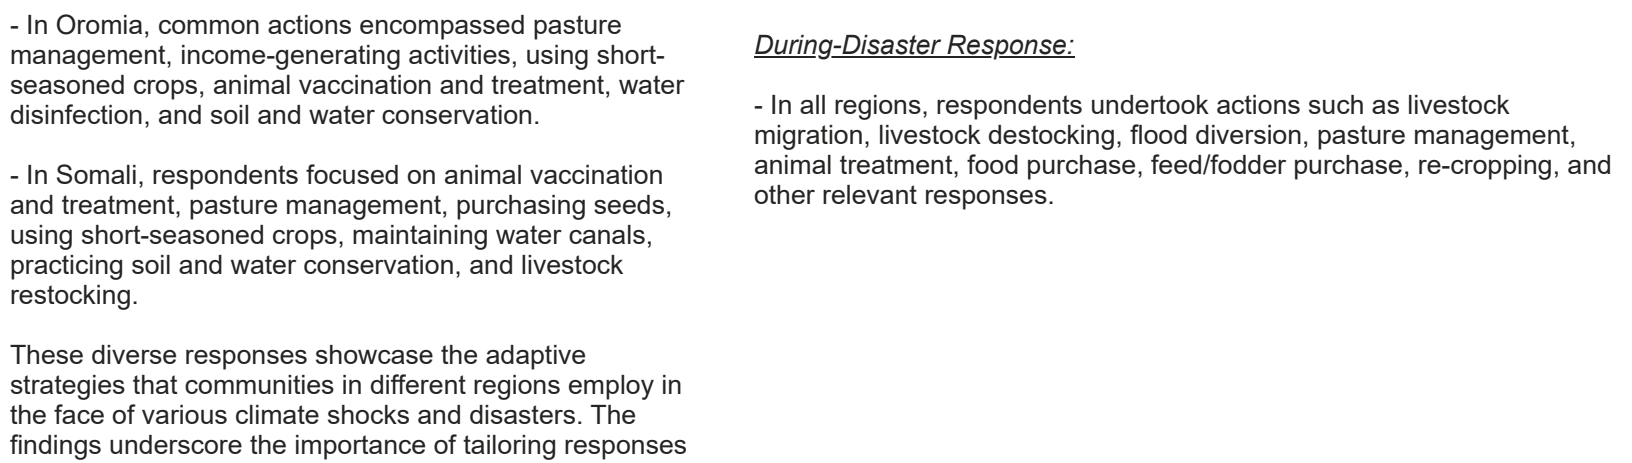 - In Oromia, common actions encompassed pasture
management, income-generating activities, using short-
seasoned crops, animal vaccination and treatment, water
disinfection, and soil and water conservation.
- In Somali, respondents focused on animal vaccination
and treatment, pasture management, purchasing seeds,
using short-seasoned crops, maintaining water canals,
practicing soil and water conservation, and livestock
restocking.
These diverse responses showcase the adaptive
strategies that communities in different regions employ in
the face of various climate shocks and disasters. The
findings underscore the importance of tailoring responses
During-Disaster Response:
- In all regions, respondents undertook actions such as livestock
migration, livestock destocking, flood diversion, pasture management,
animal treatment, food purchase, feed/fodder purchase, re-cropping, and
other relevant responses.